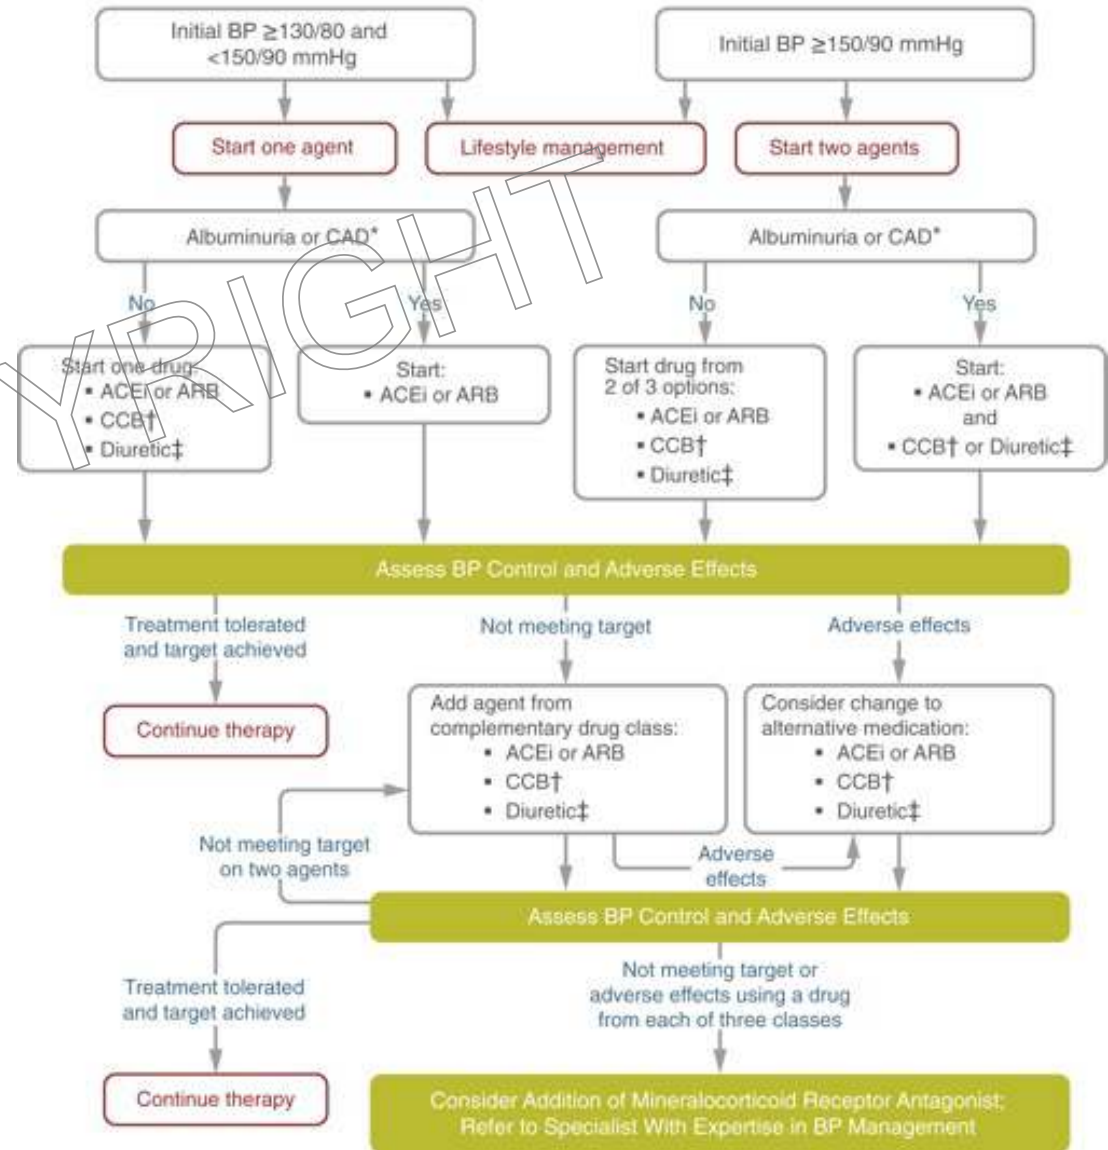 Initial BP ≥130/80 and
<150/90 mmHg
Initial BP ≥150/90 mmHg
Start one agent
Lifestyle management
Start two agents
Albuminuria or CAD*
Albuminuria or CAD*
No
Yes
No
Yes
Start one drug:
▪ ACEi or ARB
▪ CCB†
▪ Diuretic‡
Start:
▪ ACEi or ARB
Start drug from
2 of 3 options:
▪ ACEi or ARB
▪ CCB†
▪ Diuretic‡
Start:
▪ ACEi or ARB
and
▪ CCB† or Diuretic‡
Assess BP Control and Adverse Effects
Treatment tolerated
and target achieved
Not meeting target
Adverse effects
Continue therapy
Add agent from
complementary drug class:
▪ ACEi or ARB
▪ CCB†
▪ Diuretic‡
Consider change to
alternative medication:
▪ ACEi or ARB
▪ CCB†
▪ Diuretic‡
Not meeting target
on two agents
Adverse
effects
Assess BP Control and Adverse Effects
Treatment tolerated
and target achieved
Not meeting target or
adverse effects using a drug
from each of three classes
Continue therapy
Consider Addition of Mineralocorticoid Receptor Antagonist;
Refer to Specialist With Expertise in BP Management
YRIGHT